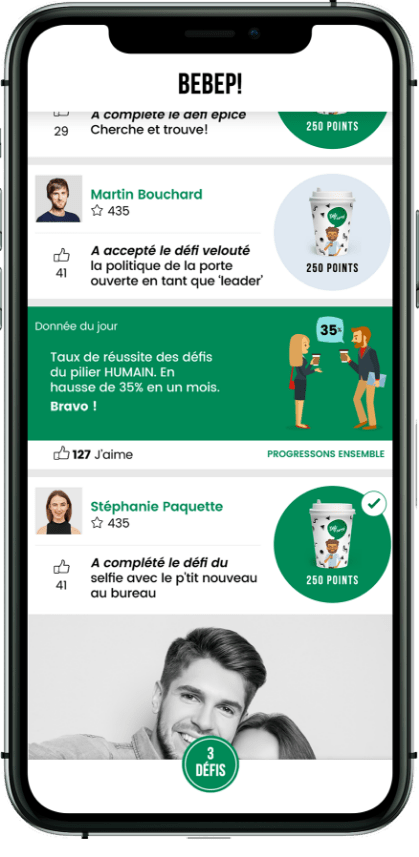 BEBEP!
A complété le défi épicé
29
Cherche et trouve!
250 POINTS
Martin Bouchard
435
250 POINTS
41
A accepté le défi velouté
la politique de la porte
ouverte en tant que 'leader'
Donnée du jour
35%
Taux de réussite des défis
du pilier HUMAIN. En
hausse de 35% en un mois.
Bravo !
127 J'aime
PROGRESSONS ENSEMBLE
Stéphanie Paquette
435
250 POINTS
41
A complété le défi du
selfie avec le p'tit nouveau
au bureau
3
DÉFIS